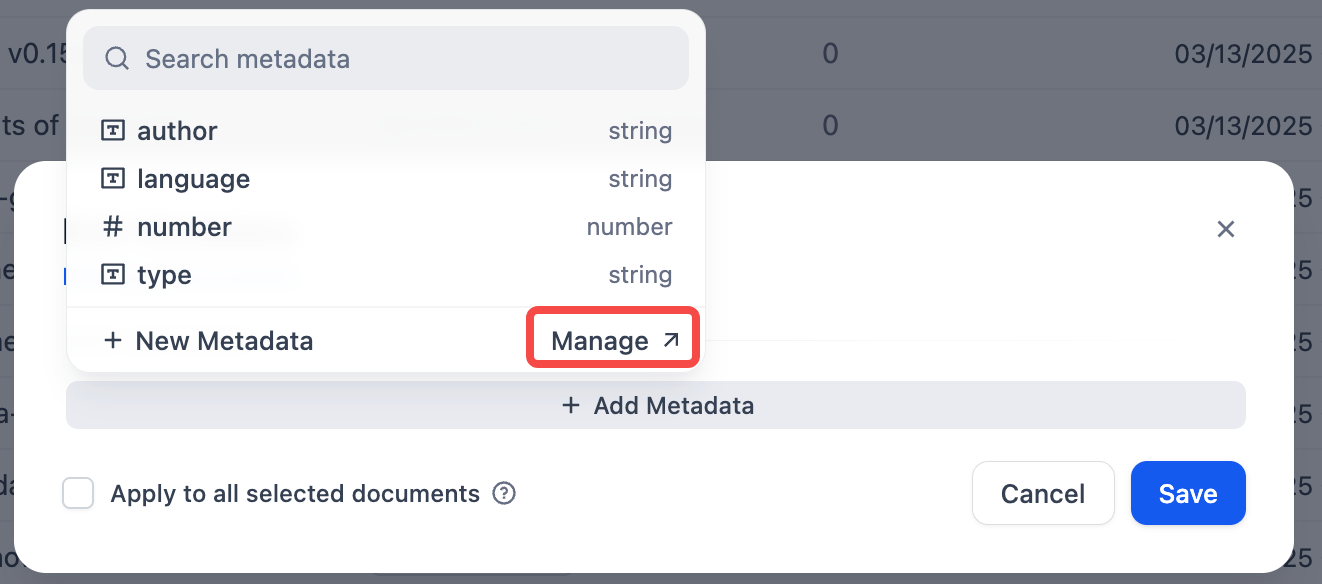 Search metadata
author string
language string
number number
type string
+ New Metadata Manage
+ Add Metadata
Apply to all selected documents
Cancel Save
v0.15 0 03/13/2025
ts of 0 03/13/2025